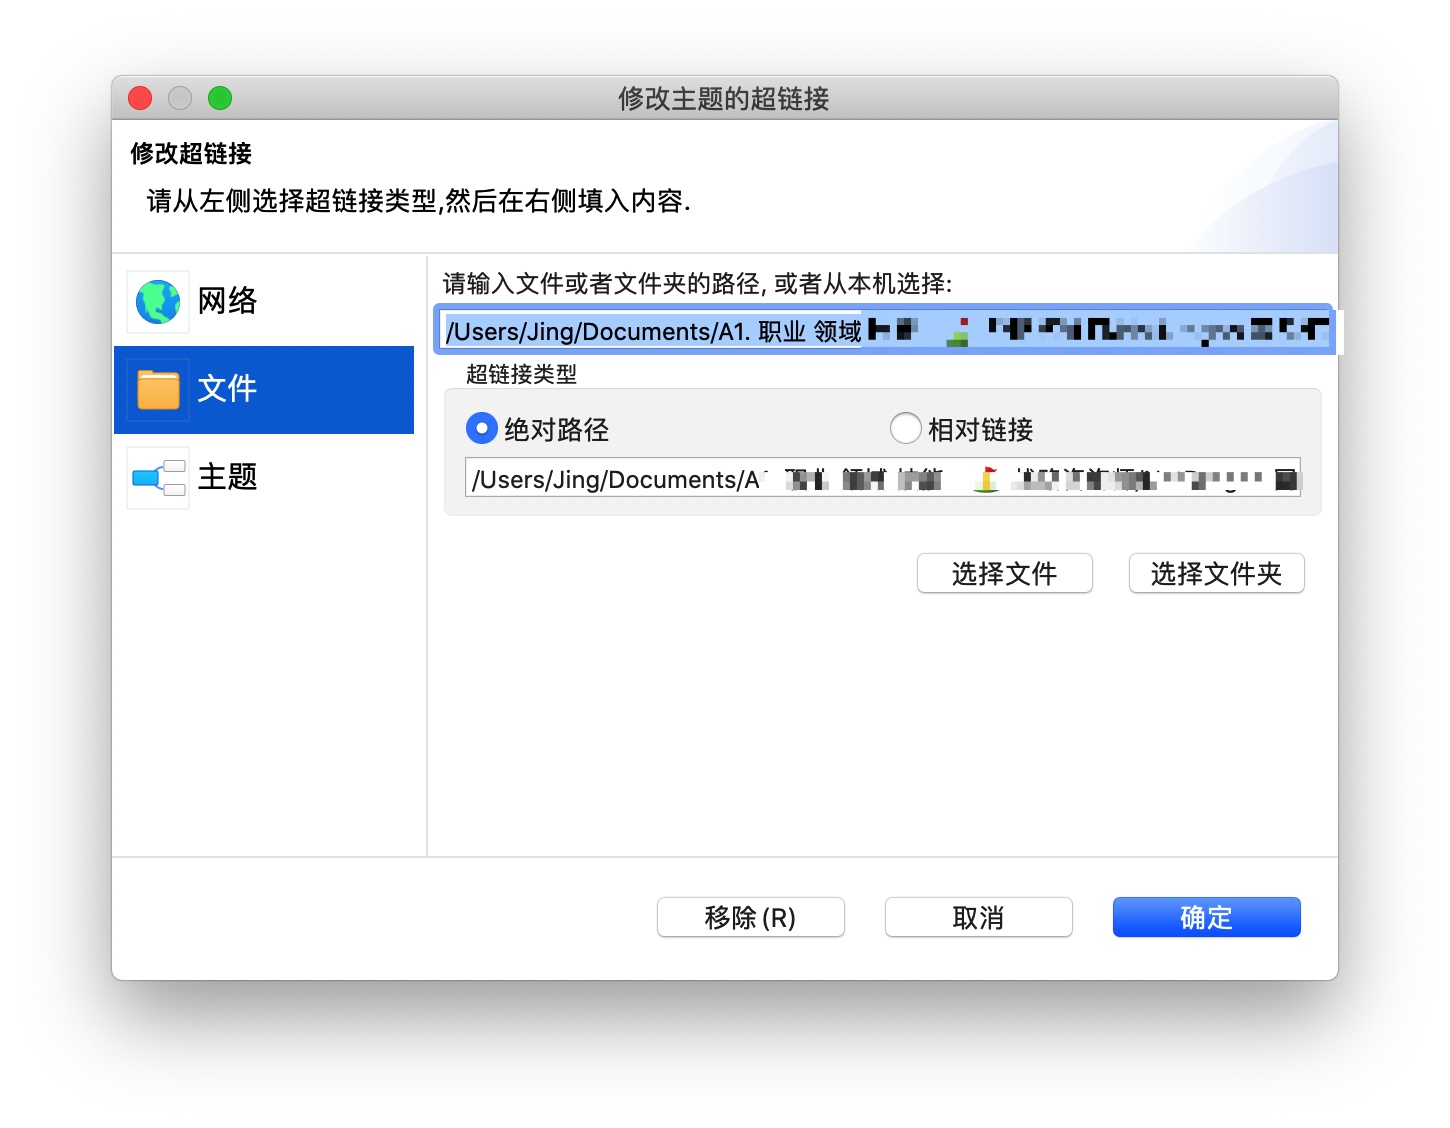 修改主题的超链接
修改超链接
请从左侧选择超链接类型,然后在右侧填入内容.
网络
文件
主题
请输入文件或者文件夹的路径, 或者从本机选择:
/Users/Jing/Documents/A1. 职业 领域
超链接类型
绝对路径
相对链接
/Users/Jing/Documents/A
选择文件
选择文件夹
移除(R)
取消
确定